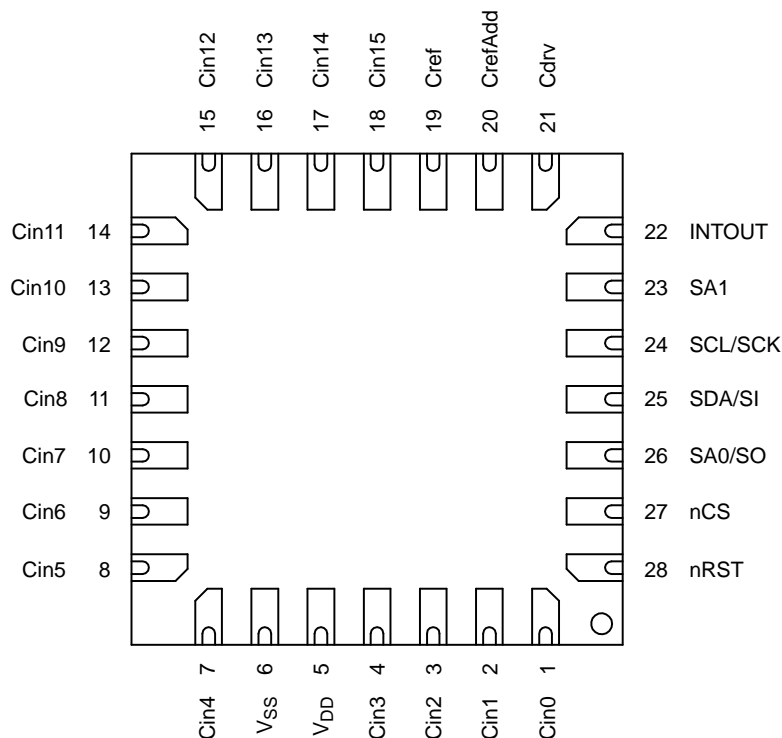 Cin12 Cin13 Cin14 Cin15 Cref CrefAdd Cdrv
15 16 17 18 19 20 21
Cin11 14
Cin10 13
Cin9 12
Cin8 11
Cin7 10
Cin6 9
Cin5 8
22 INTOUT
23 SA1
24 SCL/SCK
25 SDA/SI
26 SA0/SO
27 nCS
28 nRST
7 6 5 4 3 2 1
Cin4 VSS VDD Cin3 Cin2 Cin1 Cin0